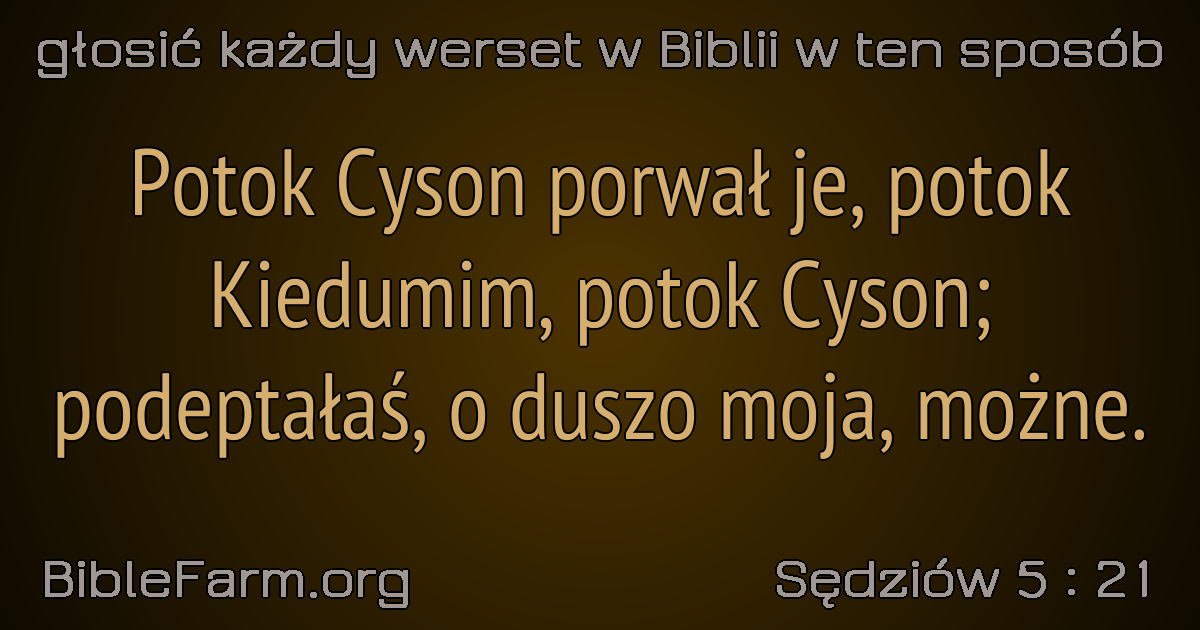 głosić każdy werset w Biblii w ten sposób
Potok Cyson porwał je, potok
Kiedumim, potok Cyson;
podeptałaś, o duszo moja, możne.
BibleFarm.org
Sędziów 5 : 21